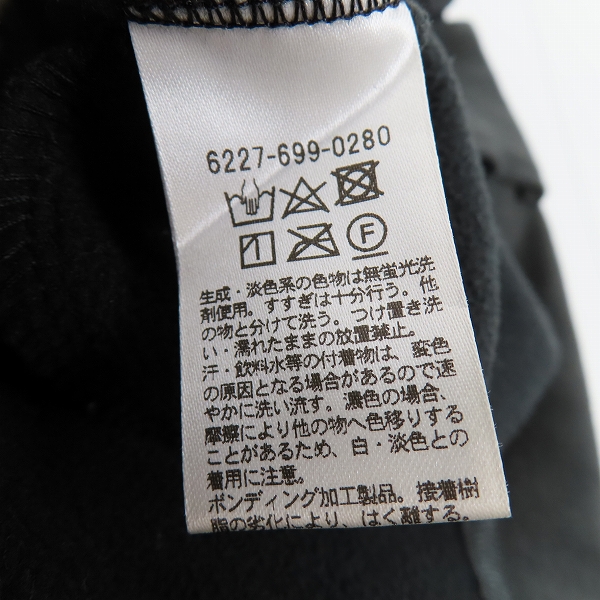 6227-699-0280
F
生成・淡色系の色物は無蛍光洗
剤使用。すすぎは十分行う。他
の物と分けて洗う。つけ置き洗
い・濡れたままの放置禁止。
汗・飲料水等の付着物は、変色
の原因となる場合があるので速
やかに洗い流す。濃色の場合、
摩擦により他の物へ色移りする
ことがあるため、白・淡色との
着用に注意。
ボンディング加工製品。接着樹
脂の劣化により、はく離する。